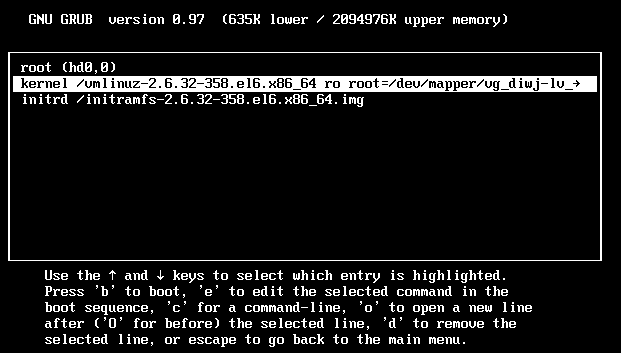 GNU GRUB  version 0.97  (635K lower / 2094976K upper memory)
root (hd0,0)
kernel /vmlinuz-2.6.32-358.el6.x86_64 ro root=/dev/mapper/vg_diwj-lv_→
initrd /initramfs-2.6.32-358.el6.x86_64.img
Use the ↑ and ↓ keys to select which entry is highlighted.
Press 'b' to boot, 'e' to edit the selected command in the
boot sequence, 'c' for a command-line, 'o' to open a new line
after ('O' for before) the selected line, 'd' to remove the
selected line, or escape to go back to the main menu.